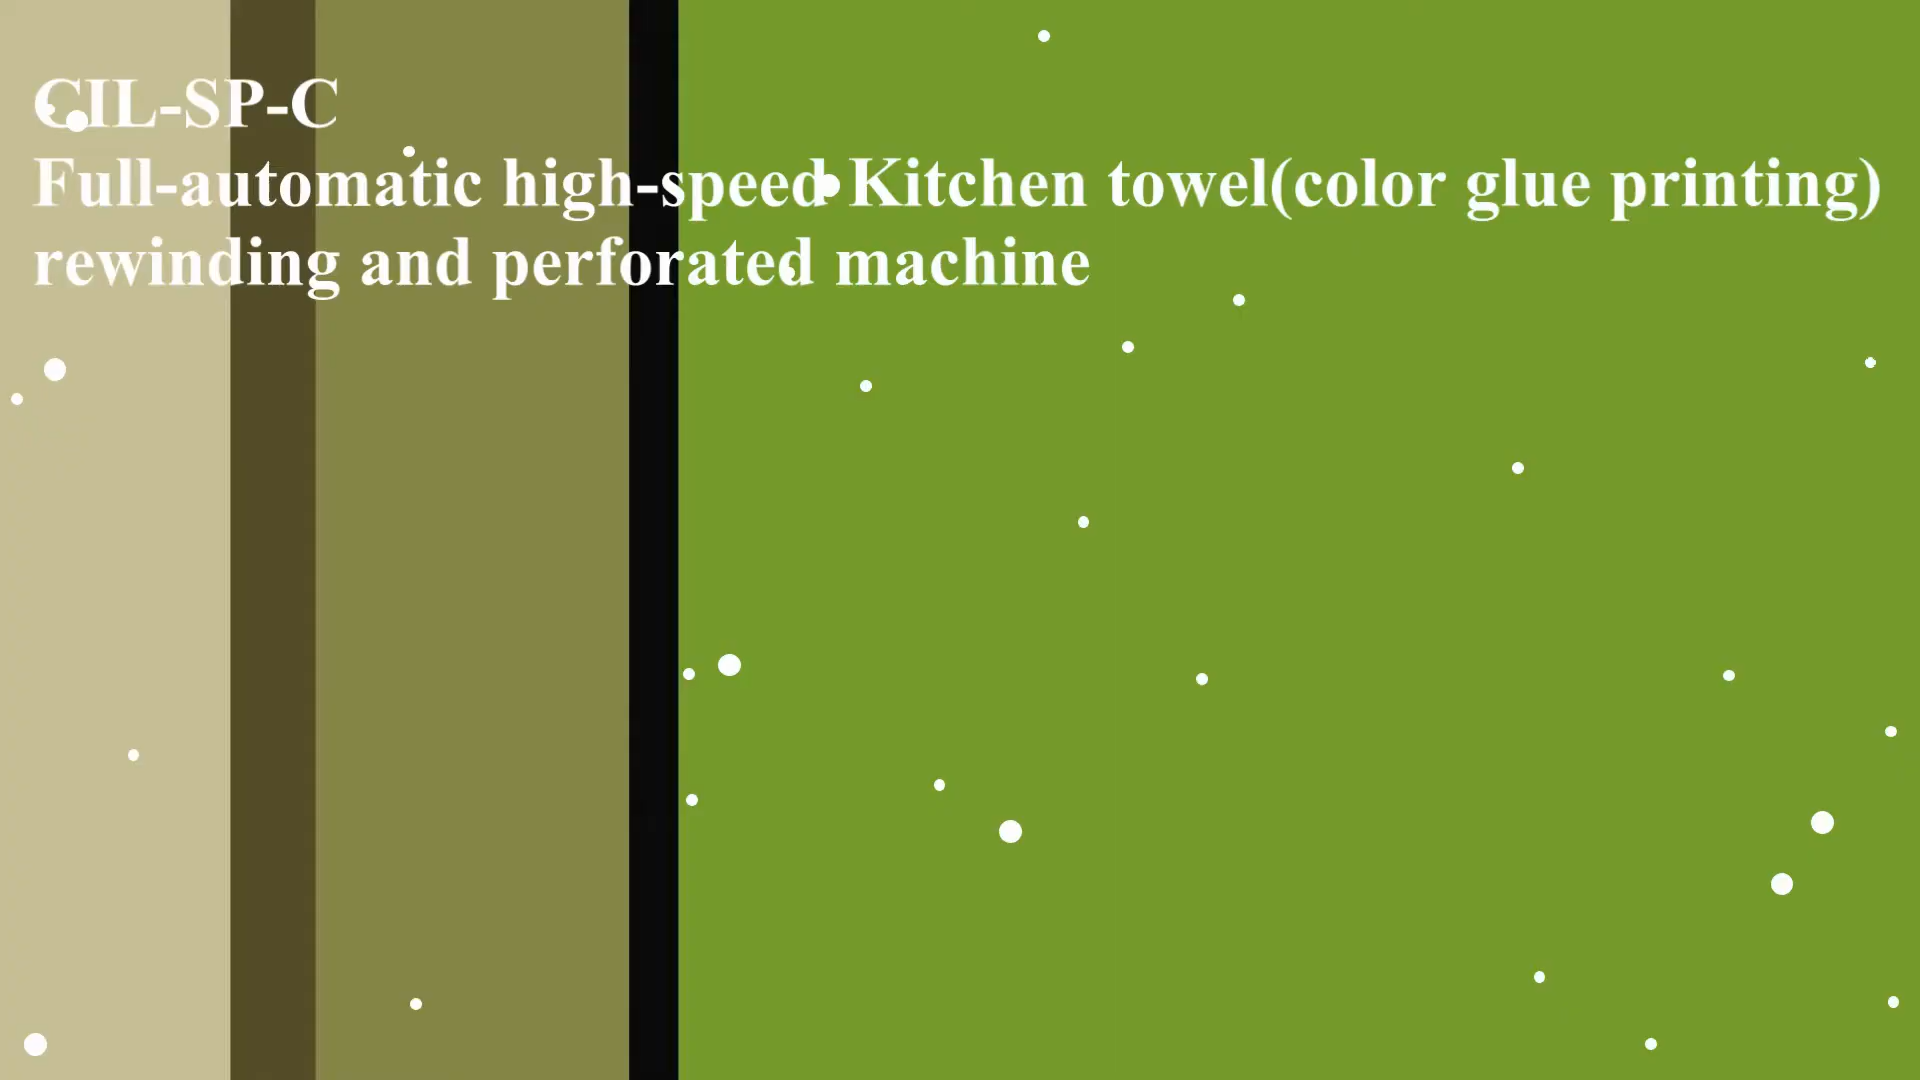 CIL-SP-C
Full-automatic high-speed Kitchen towel(color glue printing)
rewinding and perforated machine